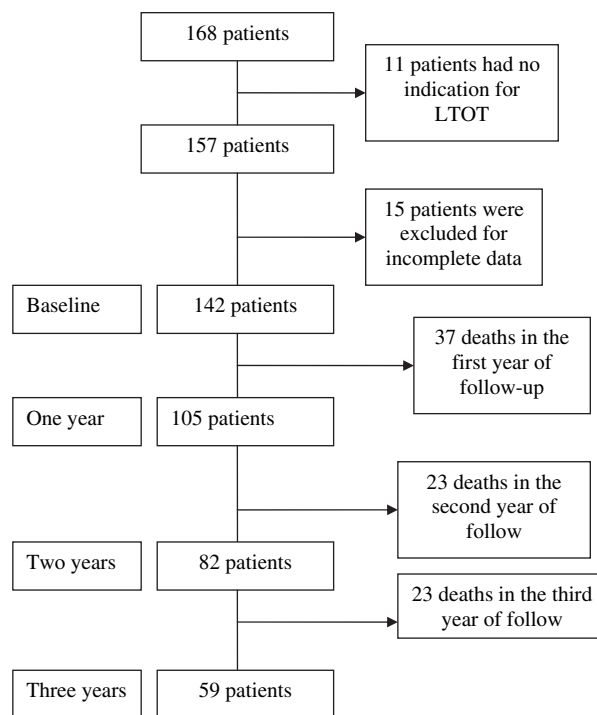 168 patients
11 patients had no
indication for
LTOT
157 patients
15 patients were
excluded for
incomplete data
Baseline
142 patients
37 deaths in the
first year of
follow-up
One year
105 patients
23 deaths in the
second year of
follow
Two years
82 patients
23 deaths in the third
year of follow
Three years
59 patients